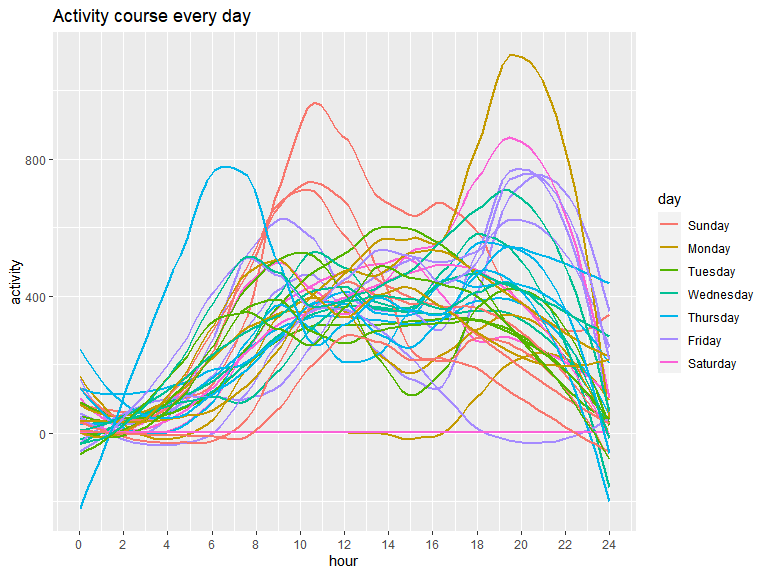 Activity course every day
activity
800
400
0
0 2 4 6 8 10 12 14 16 18 20 22 24
hour
day
Sunday
Monday
Tuesday
Wednesday
Thursday
Friday
Saturday